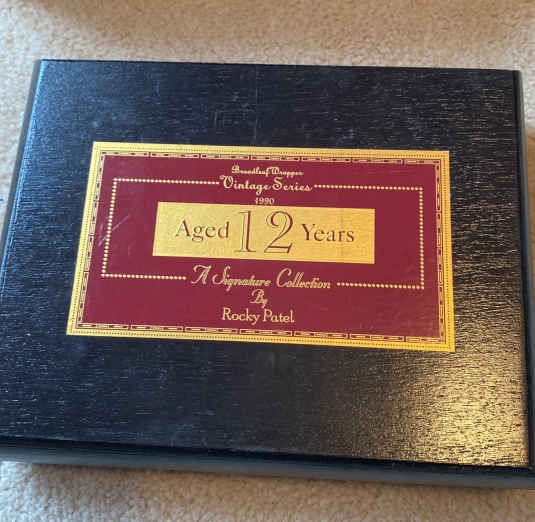 Broadleaf Wrapper
Vintage Series
1990
Aged 12 Years
A Signature Collection
By
Rocky Patel